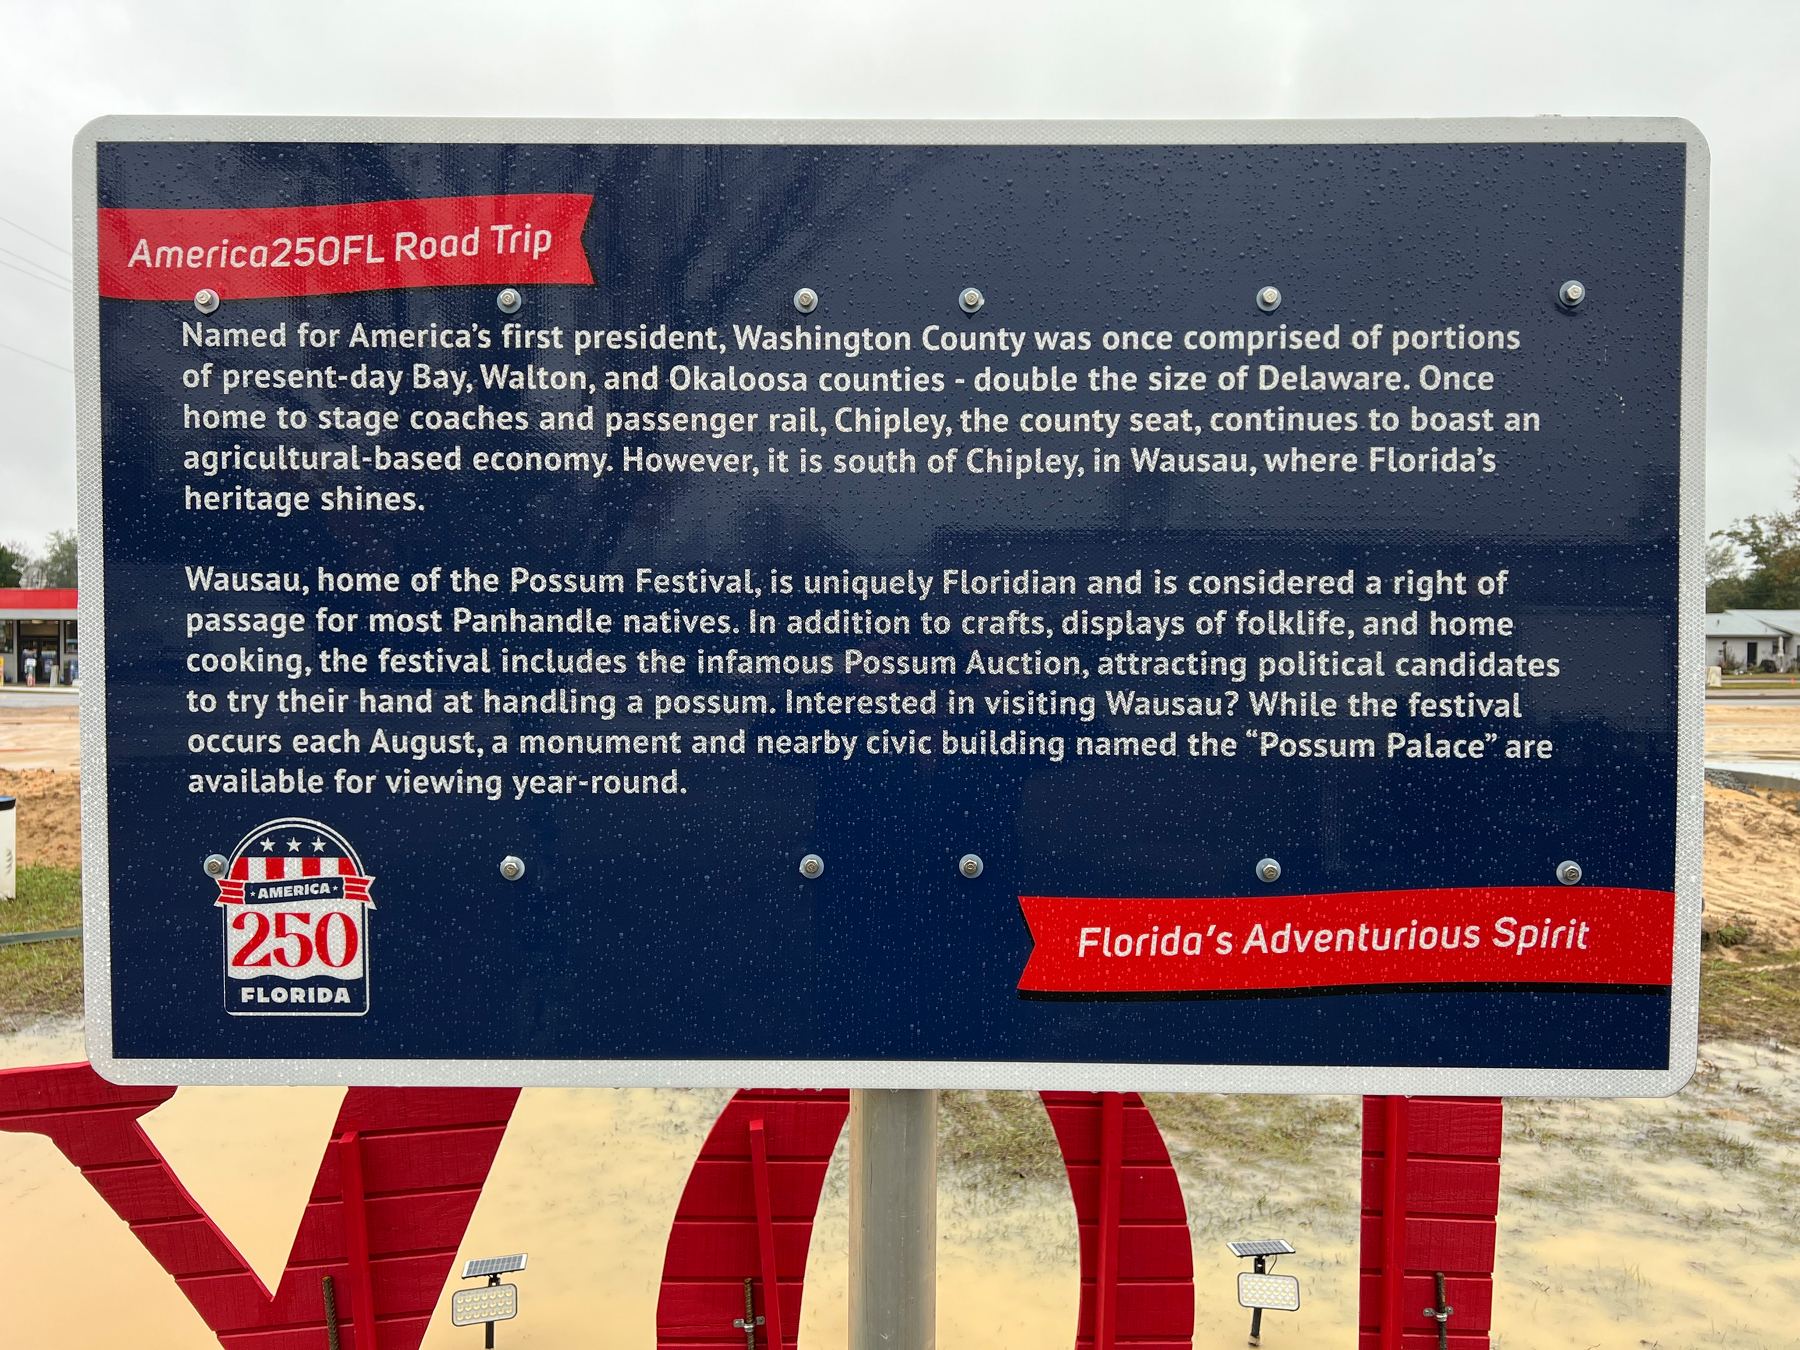 America250FL Road Trip
Named for America's first president, Washington County was once comprised of portions
of present-day Bay, Walton, and Okaloosa counties - double the size of Delaware. Once
home to stage coaches and passenger rail, Chipley, the county seat, continues to boast an
agricultural-based economy. However, it is south of Chipley, in Wausau, where Florida's
heritage shines.
Wausau, home of the Possum Festival, is uniquely Floridian and is considered a right of
passage for most Panhandle natives. In addition to crafts, displays of folklife, and home
cooking, the festival includes the infamous Possum Auction, attracting political candidates
to try their hand at handling a possum. Interested in visiting Wausau? While the festival
occurs each August, a monument and nearby civic building named the “Possum Palace” are
available for viewing year-round.
AMERICA
250
FLORIDA
Florida's Adventurious Spirit